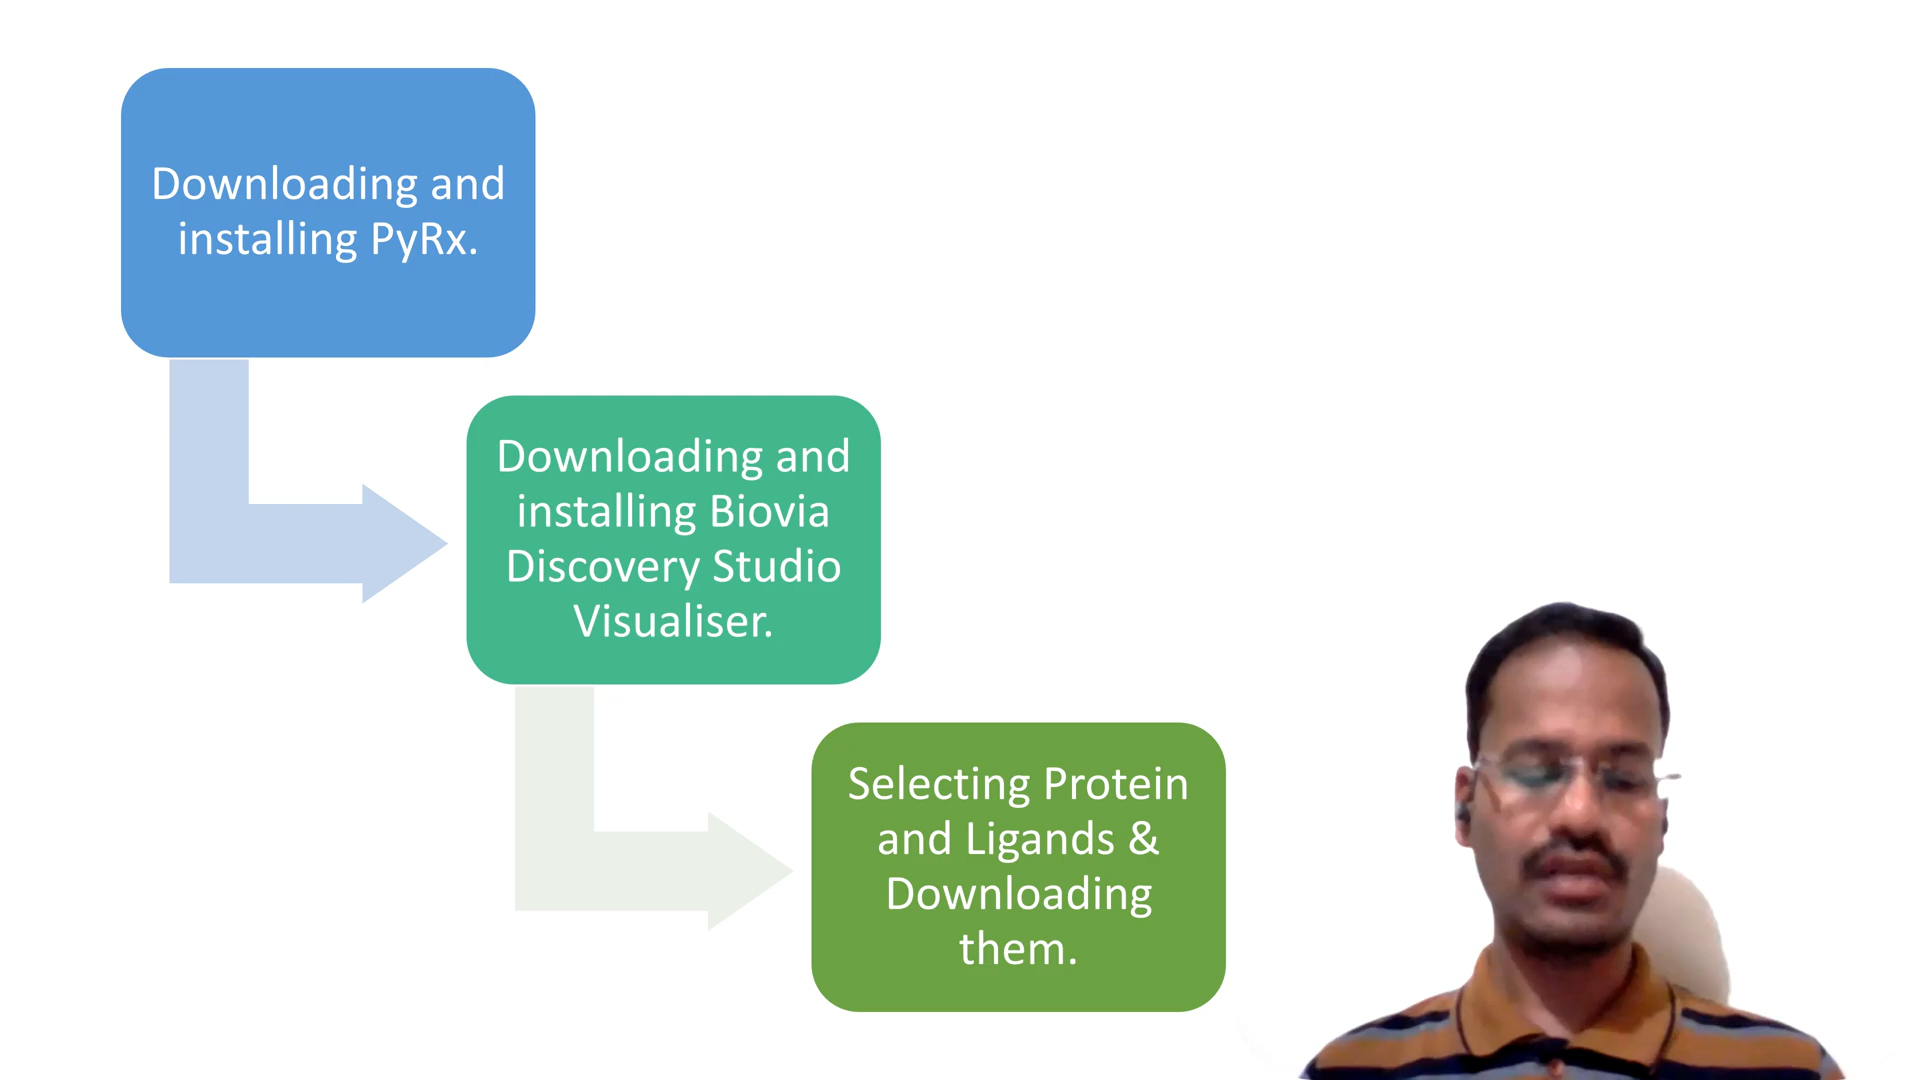 Downloading and
installing PyRx.
Downloading and
installing Biovia
Discovery Studio
Visualiser.
Selecting Protein
and Ligands &
Downloading
them.